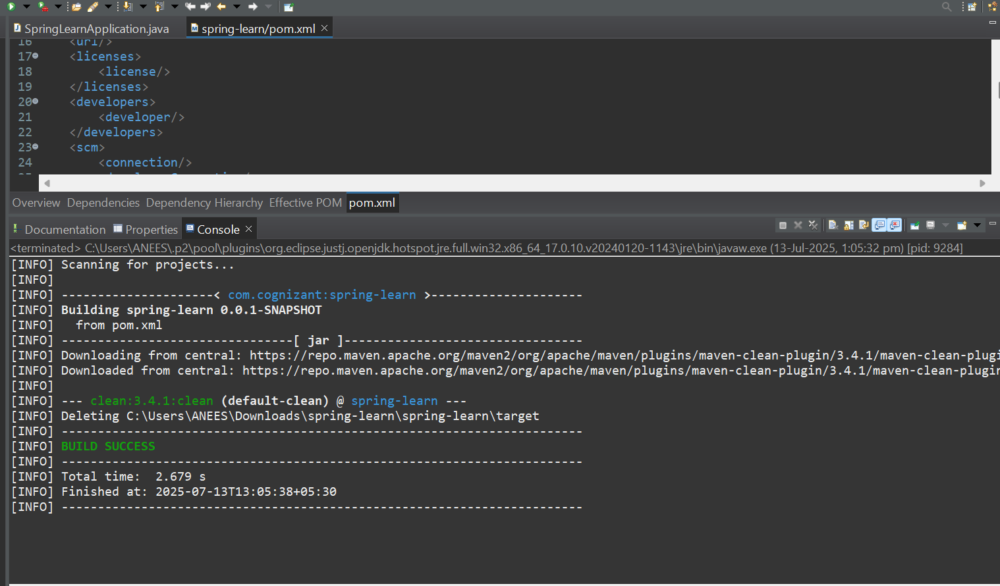 SpringLearnApplication.java
spring-learn/pom.xml
16 <url/>
17 <licenses>
18 <license/>
19 </licenses>
20 <developers>
21 <developer/>
22 </developers>
23 <scm>
24 <connection/>
Overview Dependencies Dependency Hierarchy Effective POM pom.xml
Documentation Properties Console
<terminated> C:\Users\ANEES\.p2\pool\plugins\org.eclipse.justj.openjdk.hotspot.jre.full.win32.x86_64_17.0.10.v20240120-1143\jre\bin\javaw.exe (13-Jul-2025, 1:05:32 pm) [pid: 9284]
[INFO] Scanning for projects...
[INFO]
[INFO] ---------------------< com.cognizant:spring-learn >---------------------
[INFO] Building spring-learn 0.0.1-SNAPSHOT
[INFO]   from pom.xml
[INFO] --------------------------------[ jar ]---------------------------------
[INFO] Downloading from central: https://repo.maven.apache.org/maven2/org/apache/maven/plugins/maven-clean-plugin/3.4.1/maven-clean-plugi
[INFO] Downloaded from central: https://repo.maven.apache.org/maven2/org/apache/maven/plugins/maven-clean-plugin/3.4.1/maven-clean-plugin
[INFO]
[INFO] --- clean:3.4.1:clean (default-clean) @ spring-learn ---
[INFO] Deleting C:\Users\ANEES\Downloads\spring-learn\spring-learn\target
[INFO] ------------------------------------------------------------------------
[INFO] BUILD SUCCESS
[INFO] ------------------------------------------------------------------------
[INFO] Total time:  2.679 s
[INFO] Finished at: 2025-07-13T13:05:38+05:30
[INFO] ------------------------------------------------------------------------